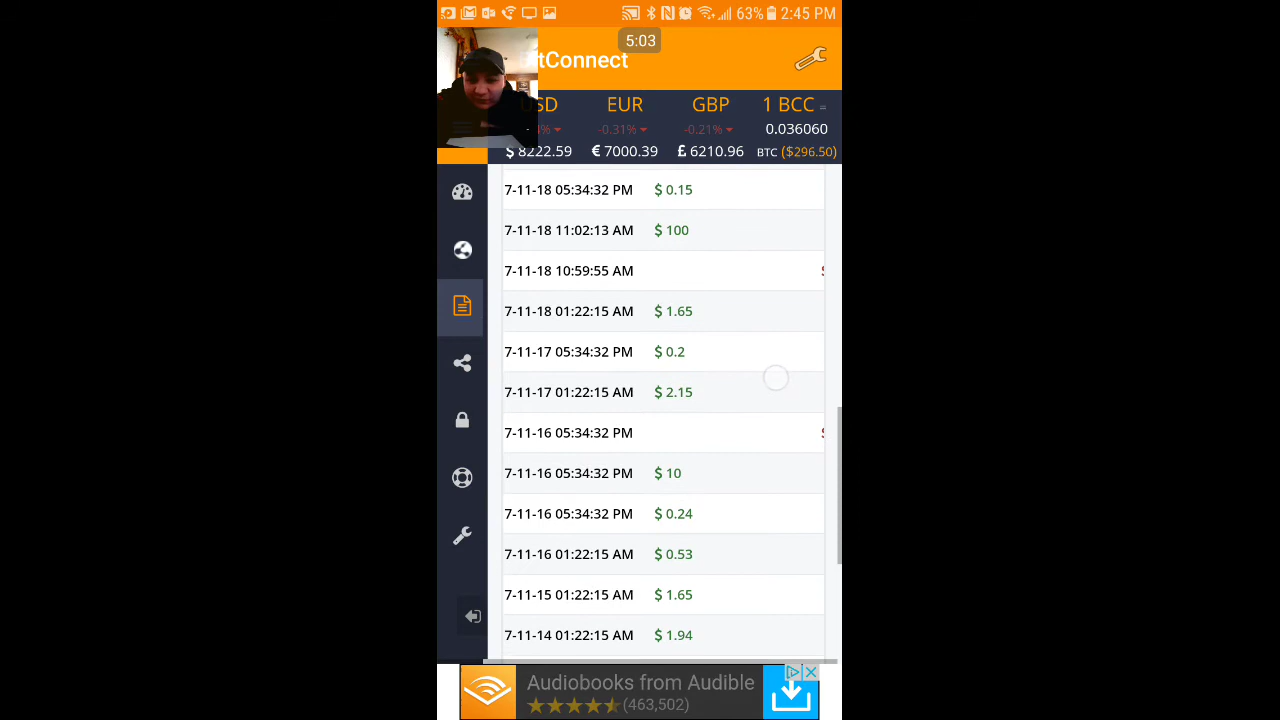 63% 2:45 PM
5:03
tConnect
SD EUR GBP 1 BCC =
4% -0.31% -0.21% 0.036060
$ 8222.59 € 7000.39 £ 6210.96 BTC ($296.50)
7-11-18 05:34:32 PM $ 0.15
7-11-18 11:02:13 AM $ 100
7-11-18 10:59:55 AM
7-11-18 01:22:15 AM $ 1.65
7-11-17 05:34:32 PM $ 0.2
7-11-17 01:22:15 AM $ 2.15
7-11-16 05:34:32 PM
7-11-16 05:34:32 PM $ 10
7-11-16 05:34:32 PM $ 0.24
7-11-16 01:22:15 AM $ 0.53
7-11-15 01:22:15 AM $ 1.65
7-11-14 01:22:15 AM $ 1.94
Audiobooks from Audible
(463,502)